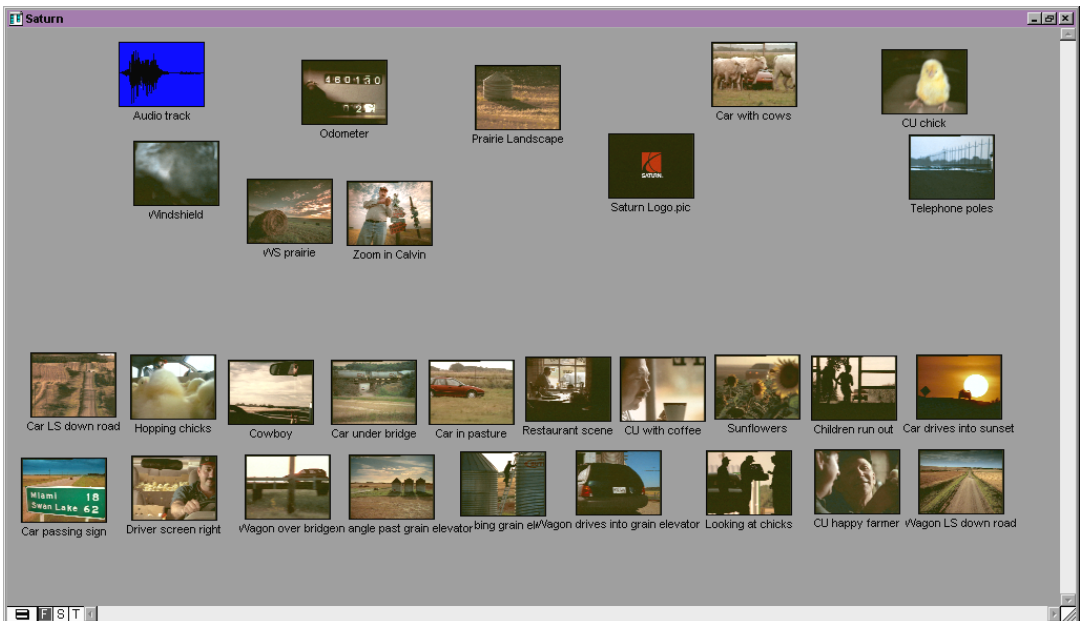 Saturn
Audio track
460130
Odometer
Prairie Landscape
Car with cows
CU chick
Windshield
WS prairie
Zoom in Calvin
SATURN.
Saturn Logo.pic
Telephone poles
Car LS down road
Hopping chicks
Cowboy
Car under bridge
Car in pasture
Restaurant scene
CU with coffee
Sunflowers
Children run out
Car drives into sunset
Miami 18
Swan Lake 62
Car passing sign
Driver screen right
Wagon over bridge
angle past grain elevator
bing grain el
Wagon drives into grain elevator
Looking at chicks
CU happy farmer
Wagon LS down road
F S T